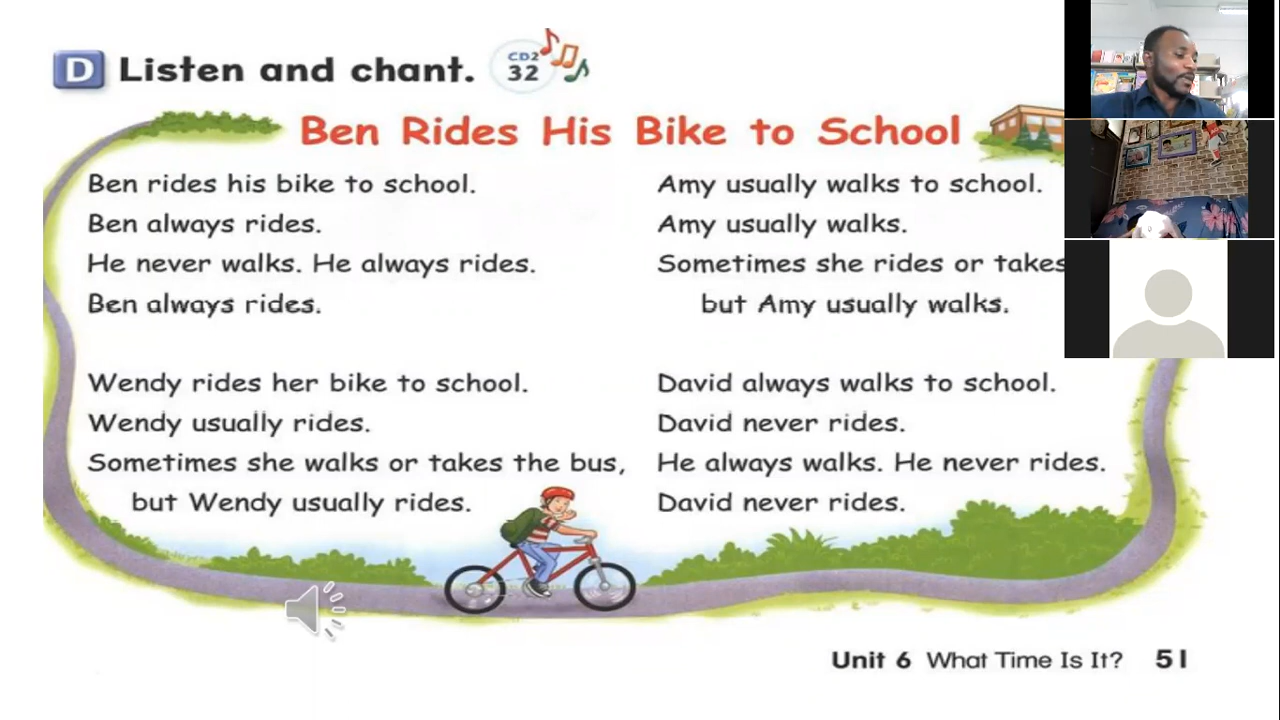 D Listen and chant. CD2 32
Ben Rides His Bike to School
Ben rides his bike to school.
Ben always rides.
He never walks. He always rides.
Ben always rides.
Wendy rides her bike to school.
Wendy usually rides.
Sometimes she walks or takes the bus,
but Wendy usually rides.
Amy usually walks to school.
Amy usually walks.
Sometimes she rides or takes
but Amy usually walks.
David always walks to school.
David never rides.
He always walks. He never rides.
David never rides.
Unit 6 What Time Is It? 51